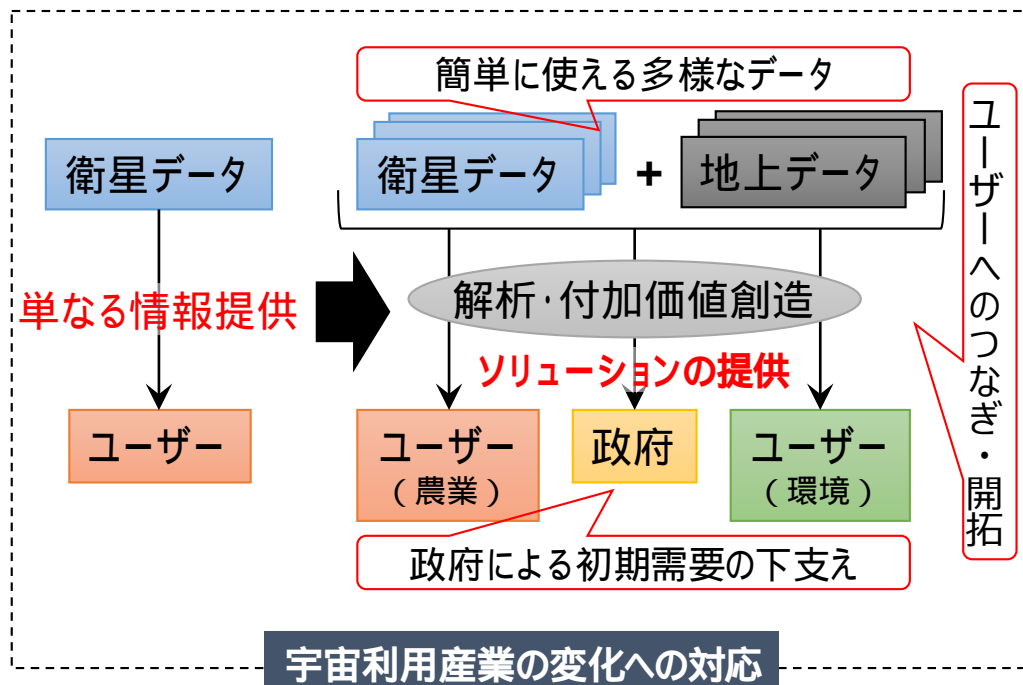 簡単に使える多様なデータ
衛星データ
衛星データ
+
地上データ
ユーザーへのつなぎ・開拓
単なる情報提供
解析・付加価値創造
ソリューションの提供
ユーザー
ユーザー
(農業)
政府
ユーザー
(環境)
政府による初期需要の下支え
宇宙利用産業の変化への対応